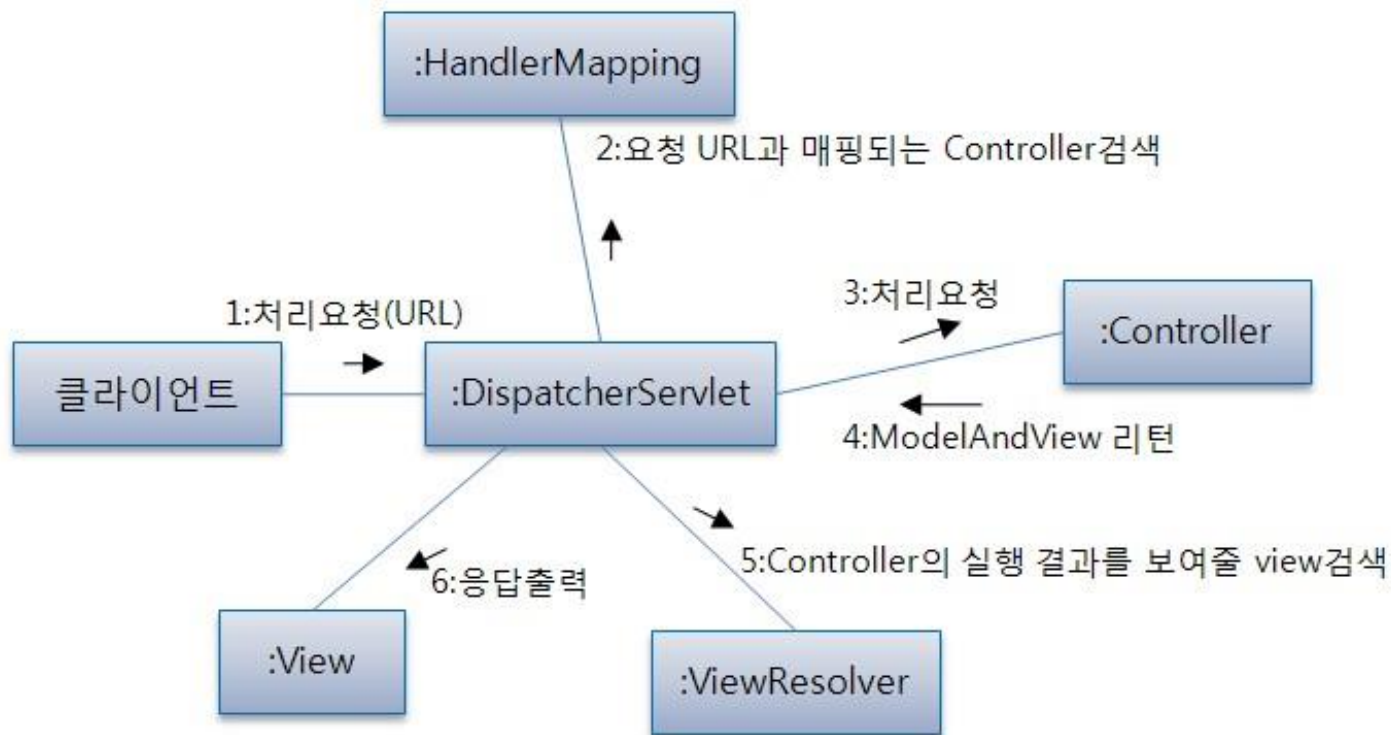 :HandlerMapping
2:요청 URL과 매핑되는 Controller검색
3:처리요청
1:처리요청(URL)
:Controller
클라이언트
:DispatcherServlet
4:ModelAndView 리턴
5:Controller의 실행 결과를 보여줄 view검색
6:응답출력
:View
:ViewResolver